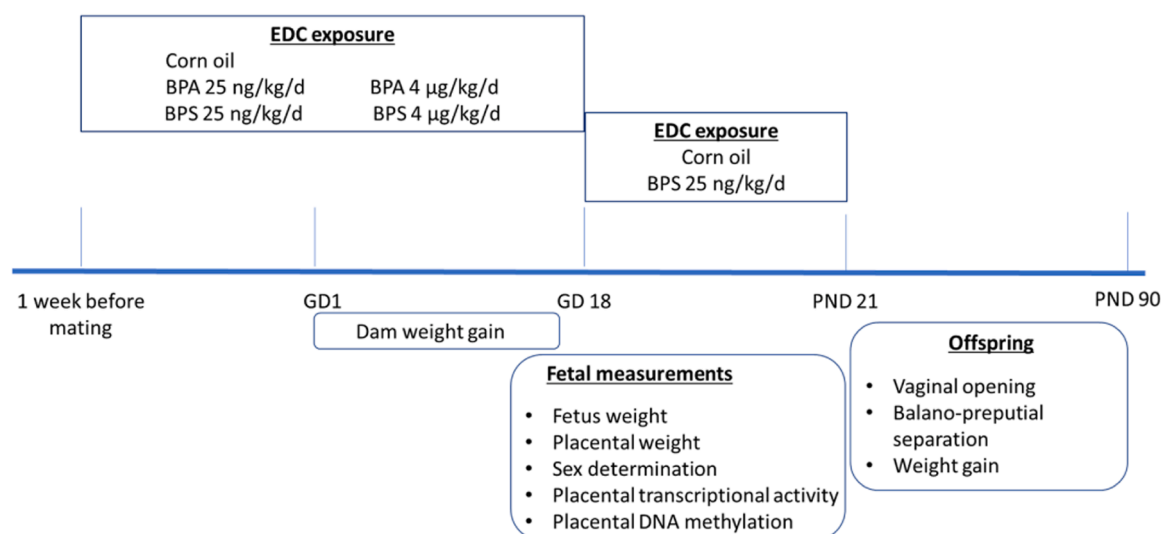 EDC exposure
Corn oil
BPA 25 ng/kg/d BPA 4 µg/kg/d
BPS 25 ng/kg/d BPS 4 µg/kg/d
EDC exposure
Corn oil
BPS 25 ng/kg/d
1 week before
mating
GD1
GD 18
PND 21
PND 90
Dam weight gain
Fetal measurements
• Fetus weight
• Placental weight
• Sex determination
• Placental transcriptional activity
• Placental DNA methylation
Offspring
• Vaginal opening
• Balano-preputial
separation
• Weight gain